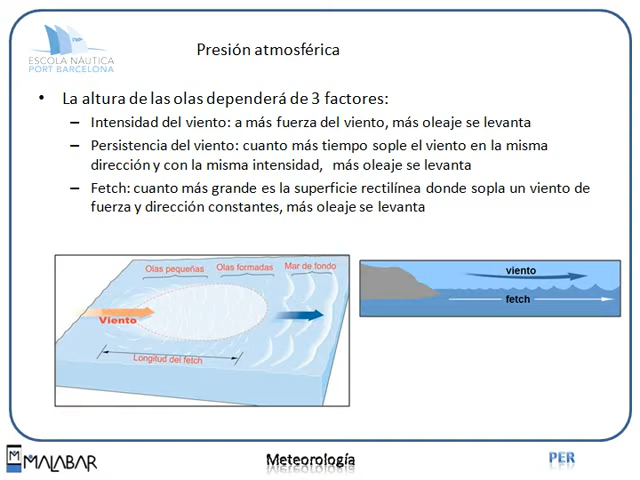 ESCOLA NÁUTICA
PORT BARCELONA
Presión atmosférica
• La altura de las olas dependerá de 3 factores:
– Intensidad del viento: a más fuerza del viento, más oleaje se levanta
– Persistencia del viento: cuanto más tiempo sople el viento en la misma
dirección y con la misma intensidad, más oleaje se levanta
– Fetch: cuanto más grande es la superficie rectilínea donde sopla un viento de
fuerza y dirección constantes, más oleaje se levanta
Olas pequeñas Olas formadas Mar de fondo
Viento
Longitud del fetch
viento
fetch
MALABAR
Meteorología
PER